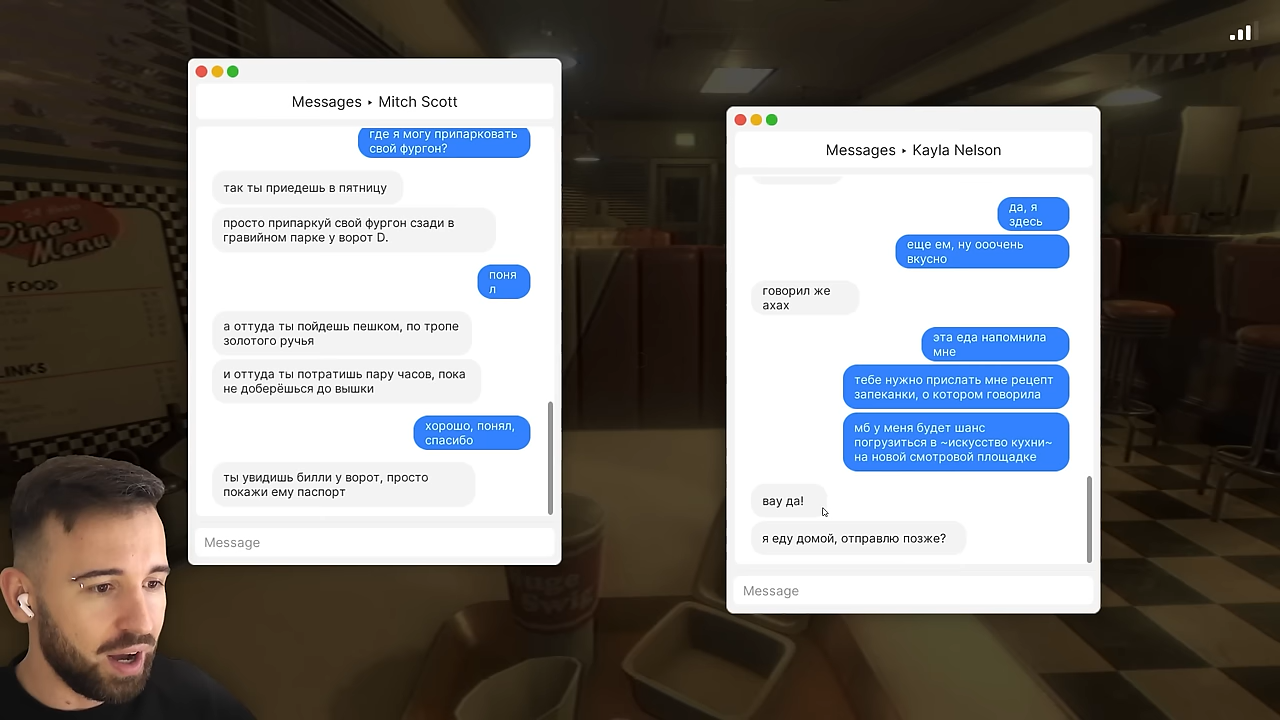 Messages ‣ Mitch Scott
где я могу припарковать
свой фургон?
так ты приедешь в пятницу
просто припаркуй свой фургон сзади в
гравийном парке у ворот D.
поня
л
а оттуда ты пойдешь пешком, по тропе
золотого ручья
и оттуда ты потратишь пару часов, пока
не доберёшься до вышки
хорошо, понял,
спасибо
ты увидишь билли у ворот, просто
покажи ему паспорт
Message
Messages ‣ Kayla Nelson
да, я
здесь
еще ем, ну ооочень
вкусно
говорил же
ахах
эта еда напомнила
мне
тебе нужно прислать мне рецепт
запеканки, о котором говорила
мб у меня будет шанс
погрузиться в ~искусство кухни~
на новой смотровой площадке
вау да!
я еду домой, отправлю позже?
Message
Diner
Menu
FOOD